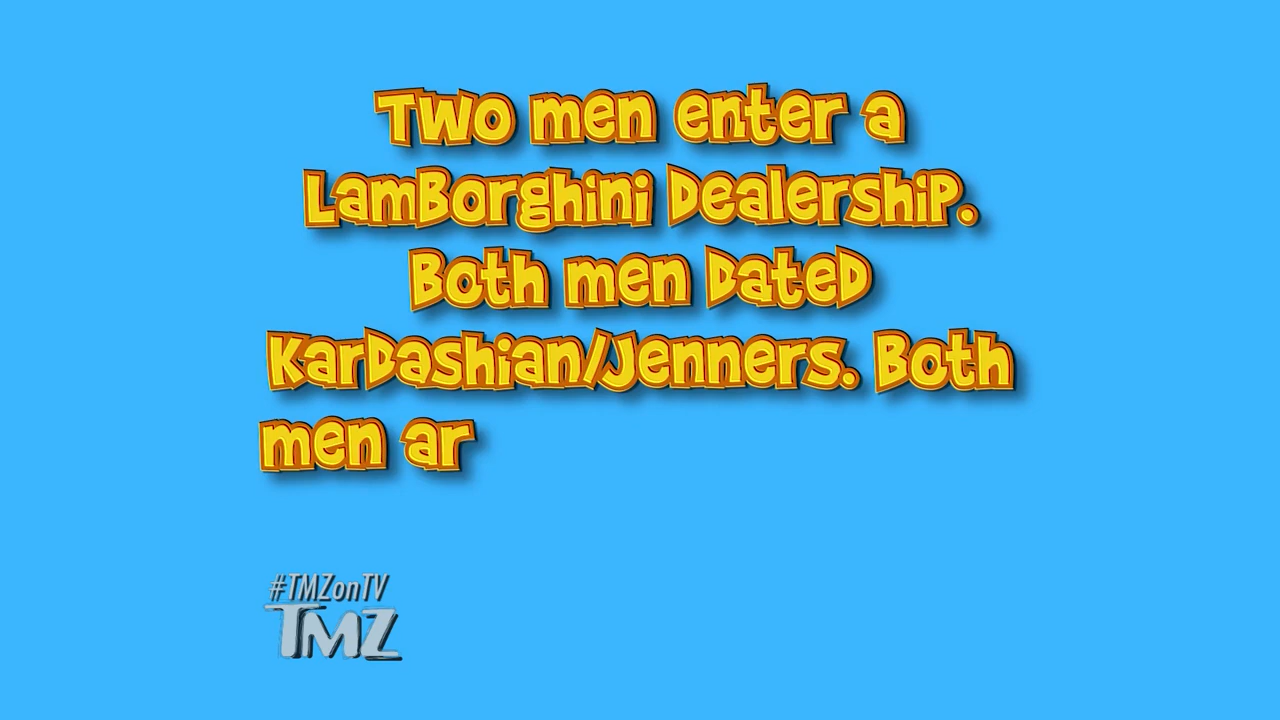 Two men enter a
Lamborghini Dealership.
Both men Dated
Kardashian/Jenners. Both
men ar
#TMZonTV
TMZ